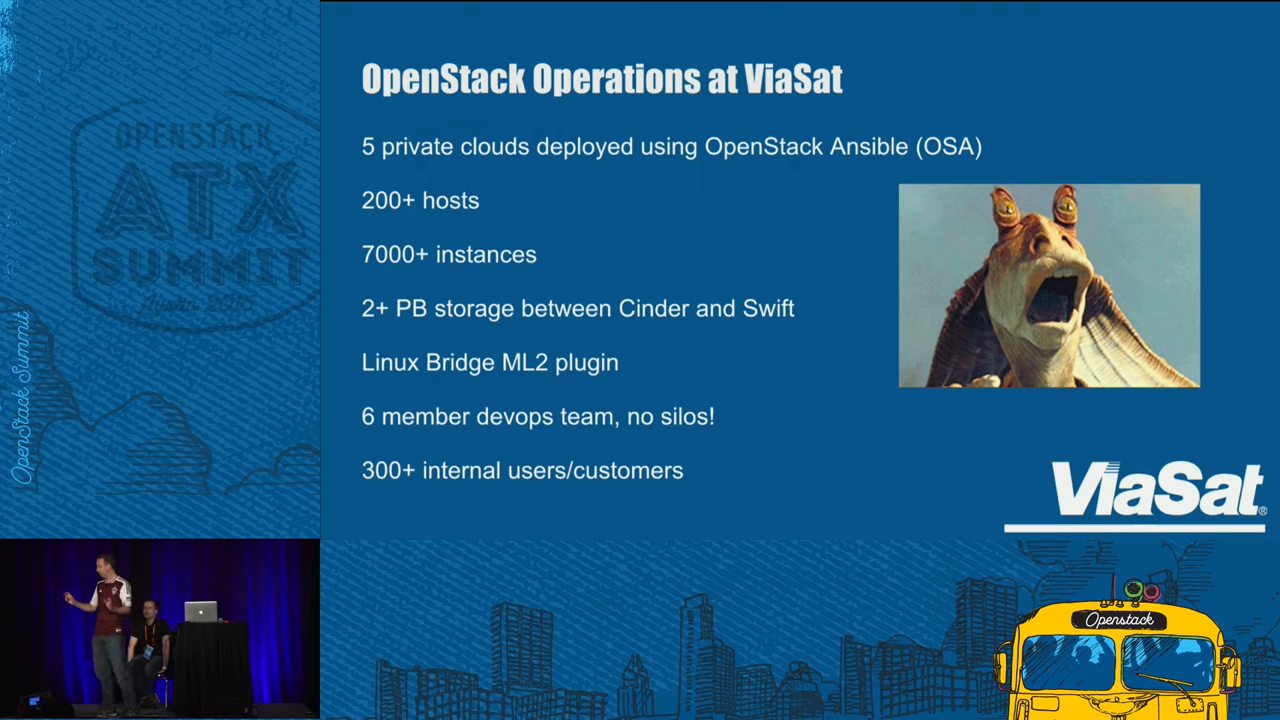 OPENSTACK
ATX
SUMMIT
Austin 2016
OpenStack Summit
OpenStack Operations at ViaSat
5 private clouds deployed using OpenStack Ansible (OSA)
200+ hosts
7000+ instances
2+ PB storage between Cinder and Swift
Linux Bridge ML2 plugin
6 member devops team, no silos!
300+ internal users/customers
ViaSat®
Openstack